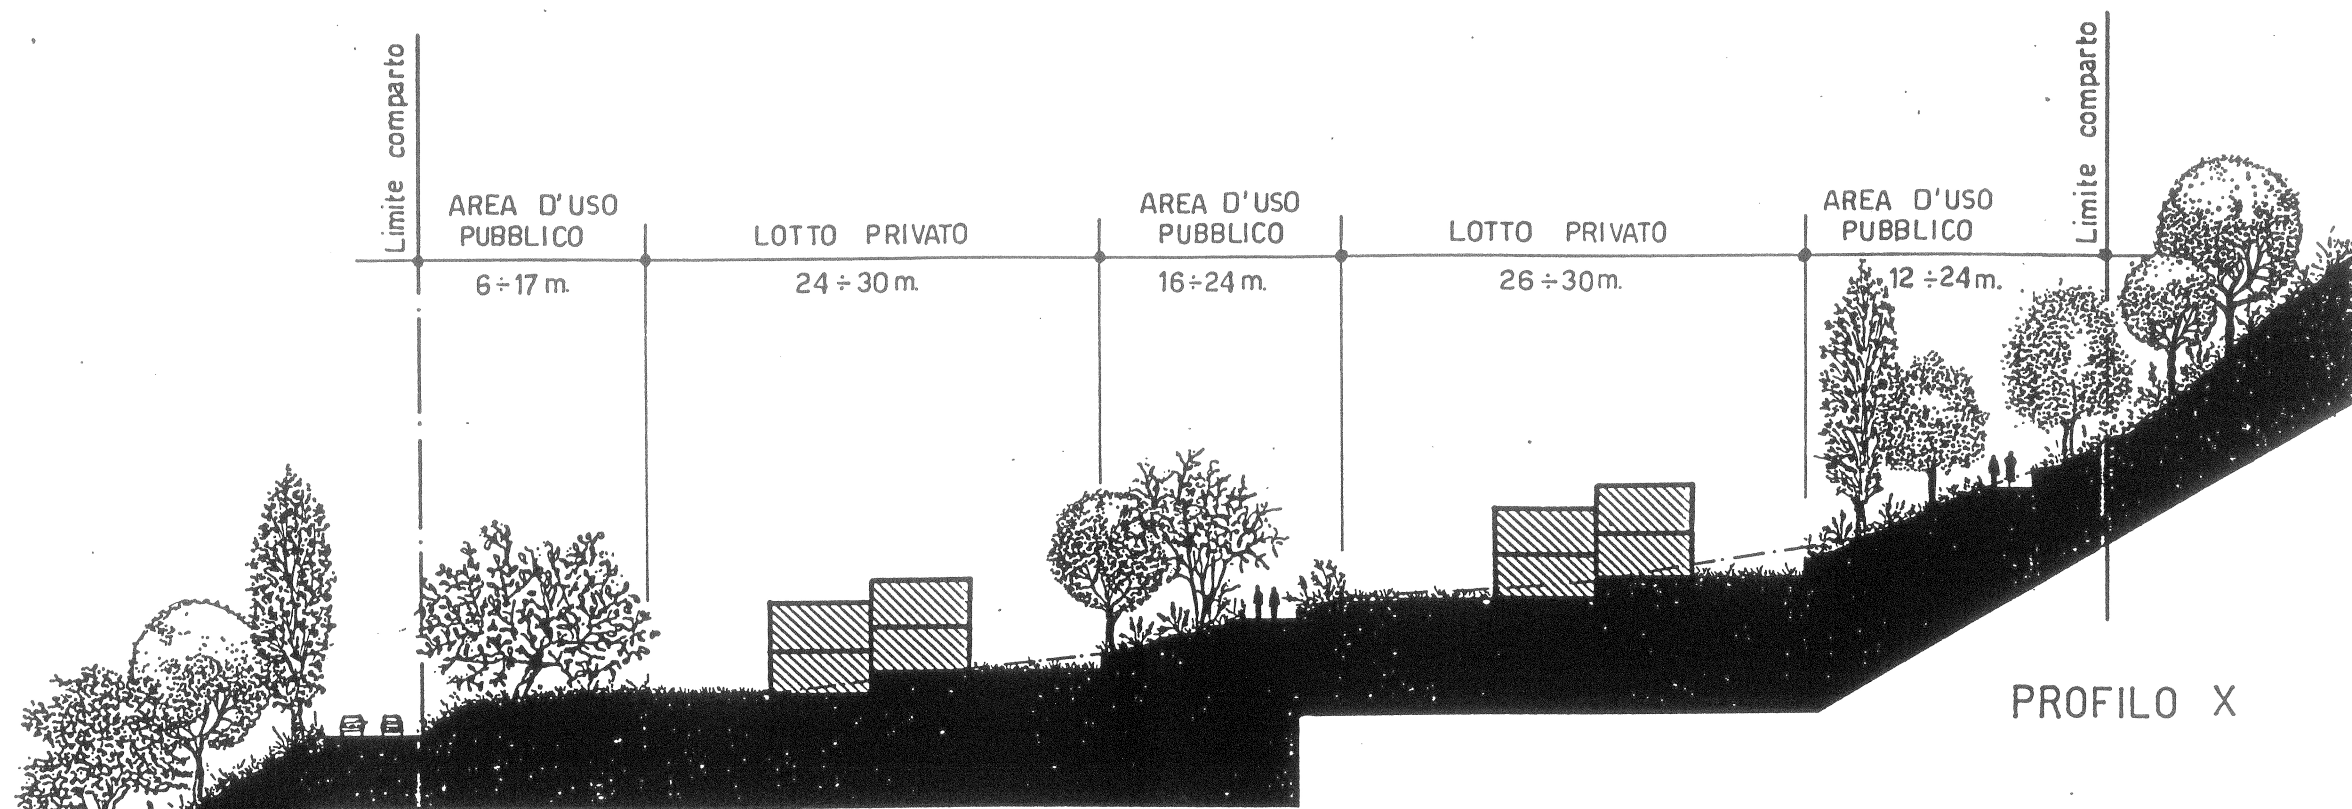 Limite comparto
Limite comparto
AREA D'USO
PUBBLICO
LOTTO PRIVATO
AREA D'USO
PUBBLICO
LOTTO PRIVATO
AREA D'USO
PUBBLICO
6÷17 m.
24÷30 m.
16÷24 m.
26÷30 m.
12÷24 m.
PROFILO X